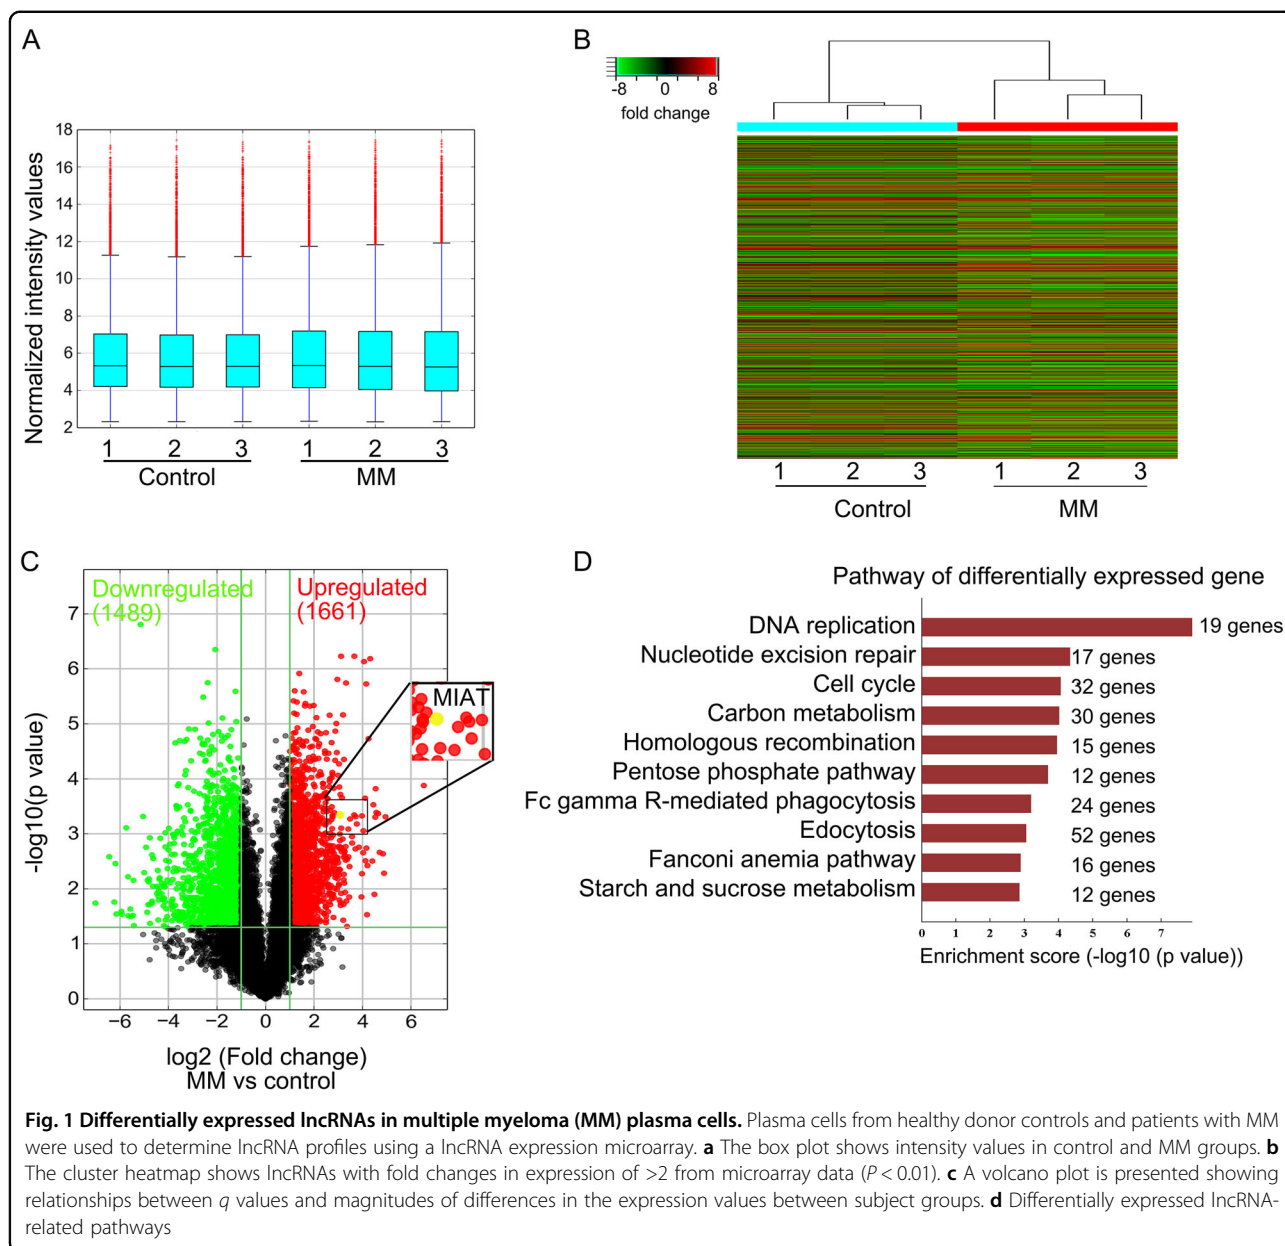 A
18
16
14
12
10
8
6
4
2
Normalized intensity values
1 2 3 1 2 3
Control MM
B
-8 0 8
fold change
1 2 3 1 2 3
Control MM
C
Downregulated
(1489)
Upregulated
(1661)
MIAT
7
6
5
4
3
2
1
0
-log10(p value)
−6 −4 −2 0 2 4 6
log2 (Fold change)
MM vs control
D
Pathway of differentially expressed gene
DNA replication 19 genes
Nucleotide excision repair 17 genes
Cell cycle 32 genes
Carbon metabolism 30 genes
Homologous recombination 15 genes
Pentose phosphate pathway 12 genes
Fc gamma R-mediated phagocytosis 24 genes
Edocytosis 52 genes
Fanconi anemia pathway 16 genes
Starch and sucrose metabolism 12 genes
0 1 2 3 4 5 6 7
Enrichment score (-log10 (p value))
Fig. 1 Differentially expressed lncRNAs in multiple myeloma (MM) plasma cells. Plasma cells from healthy donor controls and patients with MM
were used to determine lncRNA profiles using a lncRNA expression microarray. a The box plot shows intensity values in control and MM groups. b
The cluster heatmap shows lncRNAs with fold changes in expression of >2 from microarray data (P < 0.01). c A volcano plot is presented showing
relationships between q values and magnitudes of differences in the expression values between subject groups. d Differentially expressed lncRNA-
related pathways